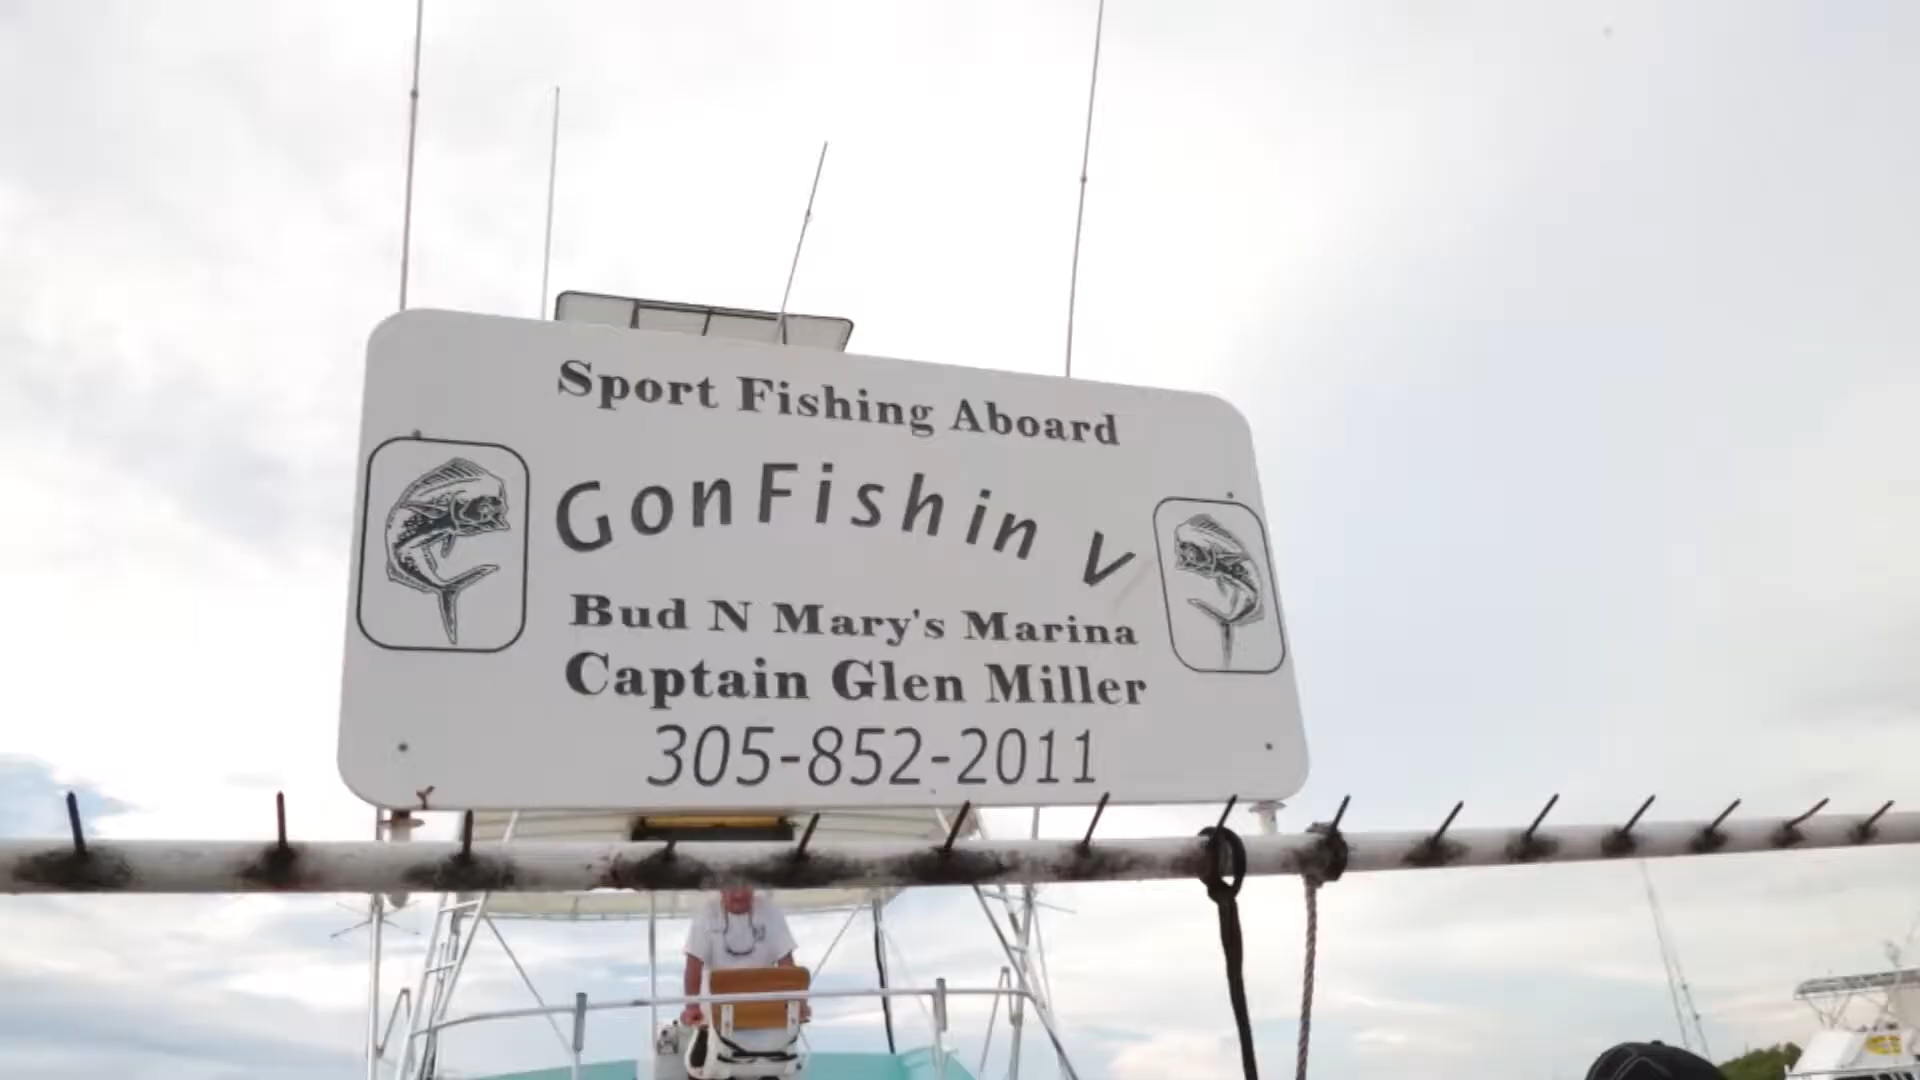 Sport Fishing Aboard
GonFishin V
Bud N Mary's Marina
Captain Glen Miller
305-852-2011